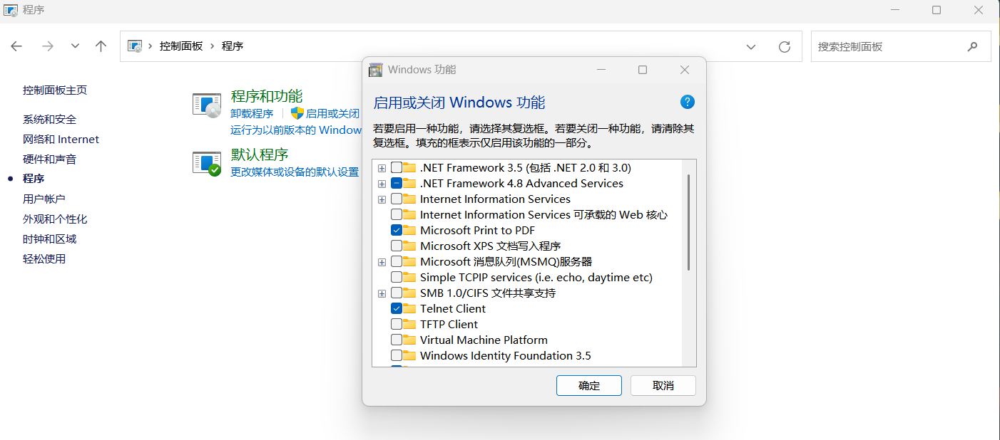 程序
控制面板 程序
搜索控制面板
控制面板主页
系统和安全
网络和 Internet
硬件和声音
程序
用户帐户
外观和个性化
时钟和区域
轻松使用
程序和功能
卸载程序 启用或关闭
运行为以前版本的 Window
默认程序
更改媒体或设备的默认设置
Windows 功能
启用或关闭 Windows 功能
若要启用一种功能，请选择其复选框。若要关闭一种功能，请清除其
复选框。填充的框表示仅启用该功能的一部分。
.NET Framework 3.5 (包括 .NET 2.0 和 3.0)
.NET Framework 4.8 Advanced Services
Internet Information Services
Internet Information Services 可承载的 Web 核心
Microsoft Print to PDF
Microsoft XPS 文档写入程序
Microsoft 消息队列(MSMQ)服务器
Simple TCPIP services (i.e. echo, daytime etc)
SMB 1.0/CIFS 文件共享支持
Telnet Client
TFTP Client
Virtual Machine Platform
Windows Identity Foundation 3.5
确定 取消